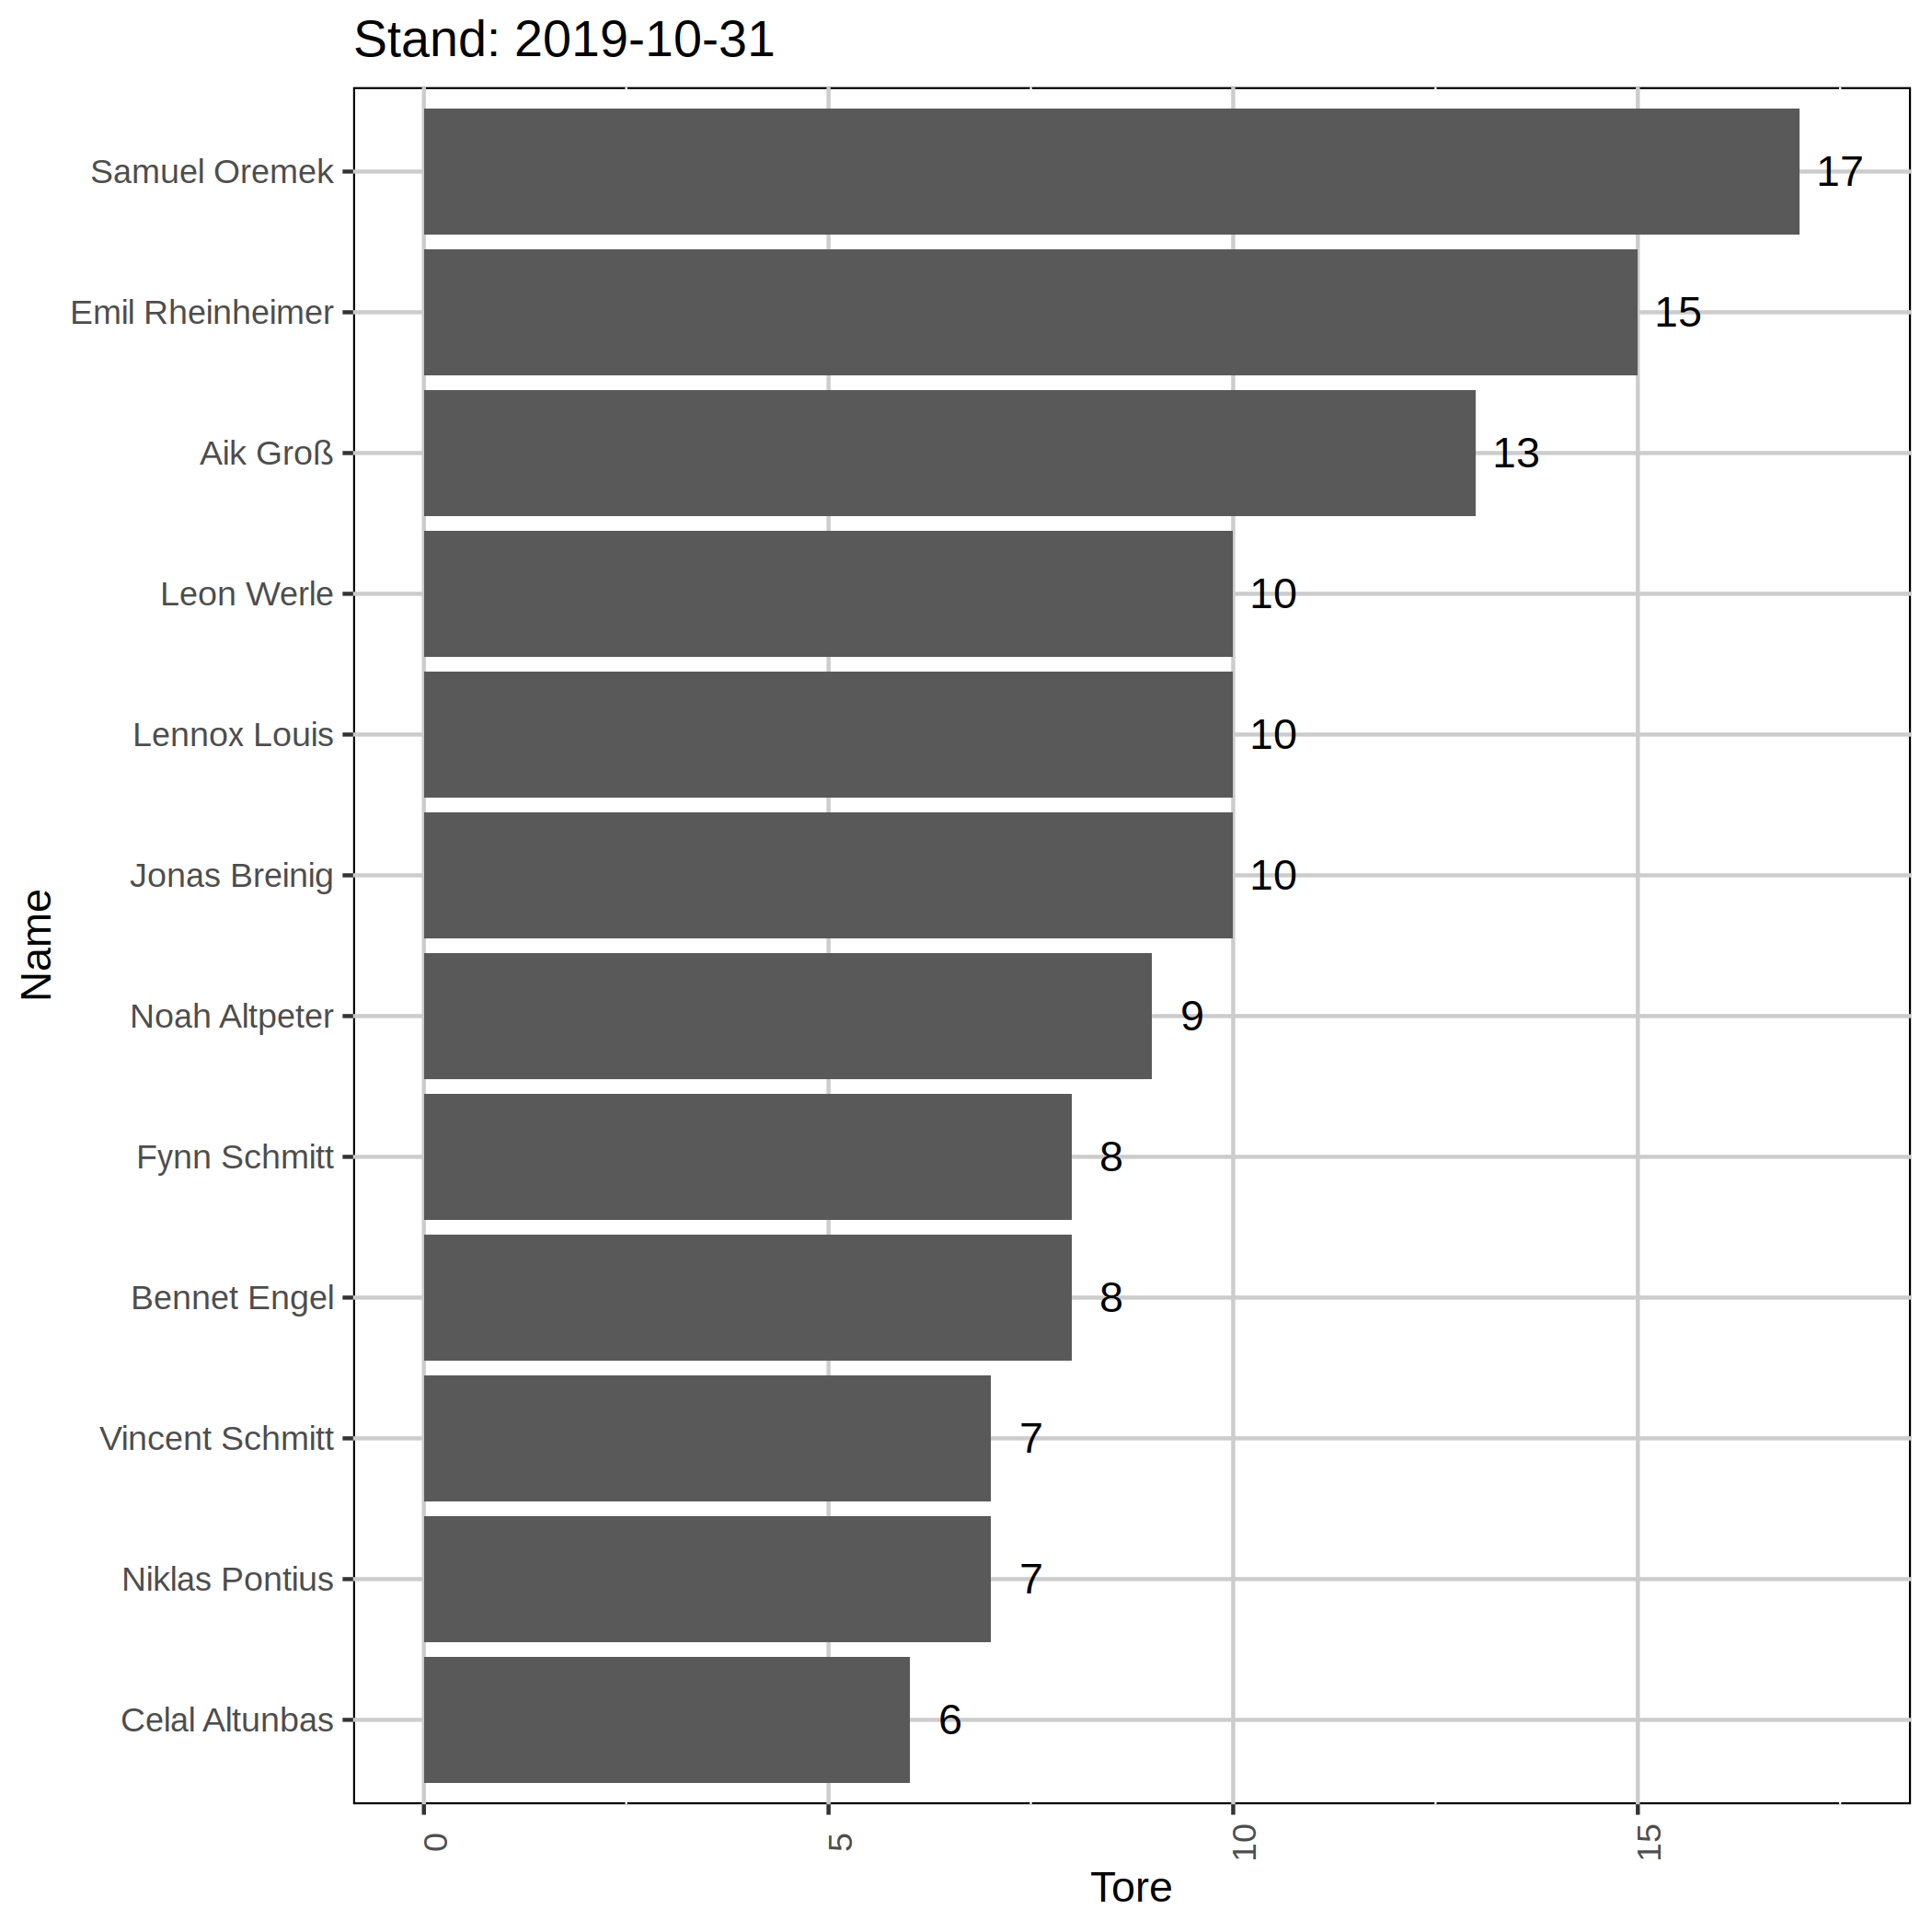 Stand: 2019-10-31
Samuel Oremek 17
Emil Rheinheimer 15
Aik Groß 13
Leon Werle 10
Lennox Louis 10
Jonas Breinig 10
Noah Altpeter 9
Fynn Schmitt 8
Bennet Engel 8
Vincent Schmitt 7
Niklas Pontius 7
Celal Altunbas 6
Name
0 5 10 15
Tore